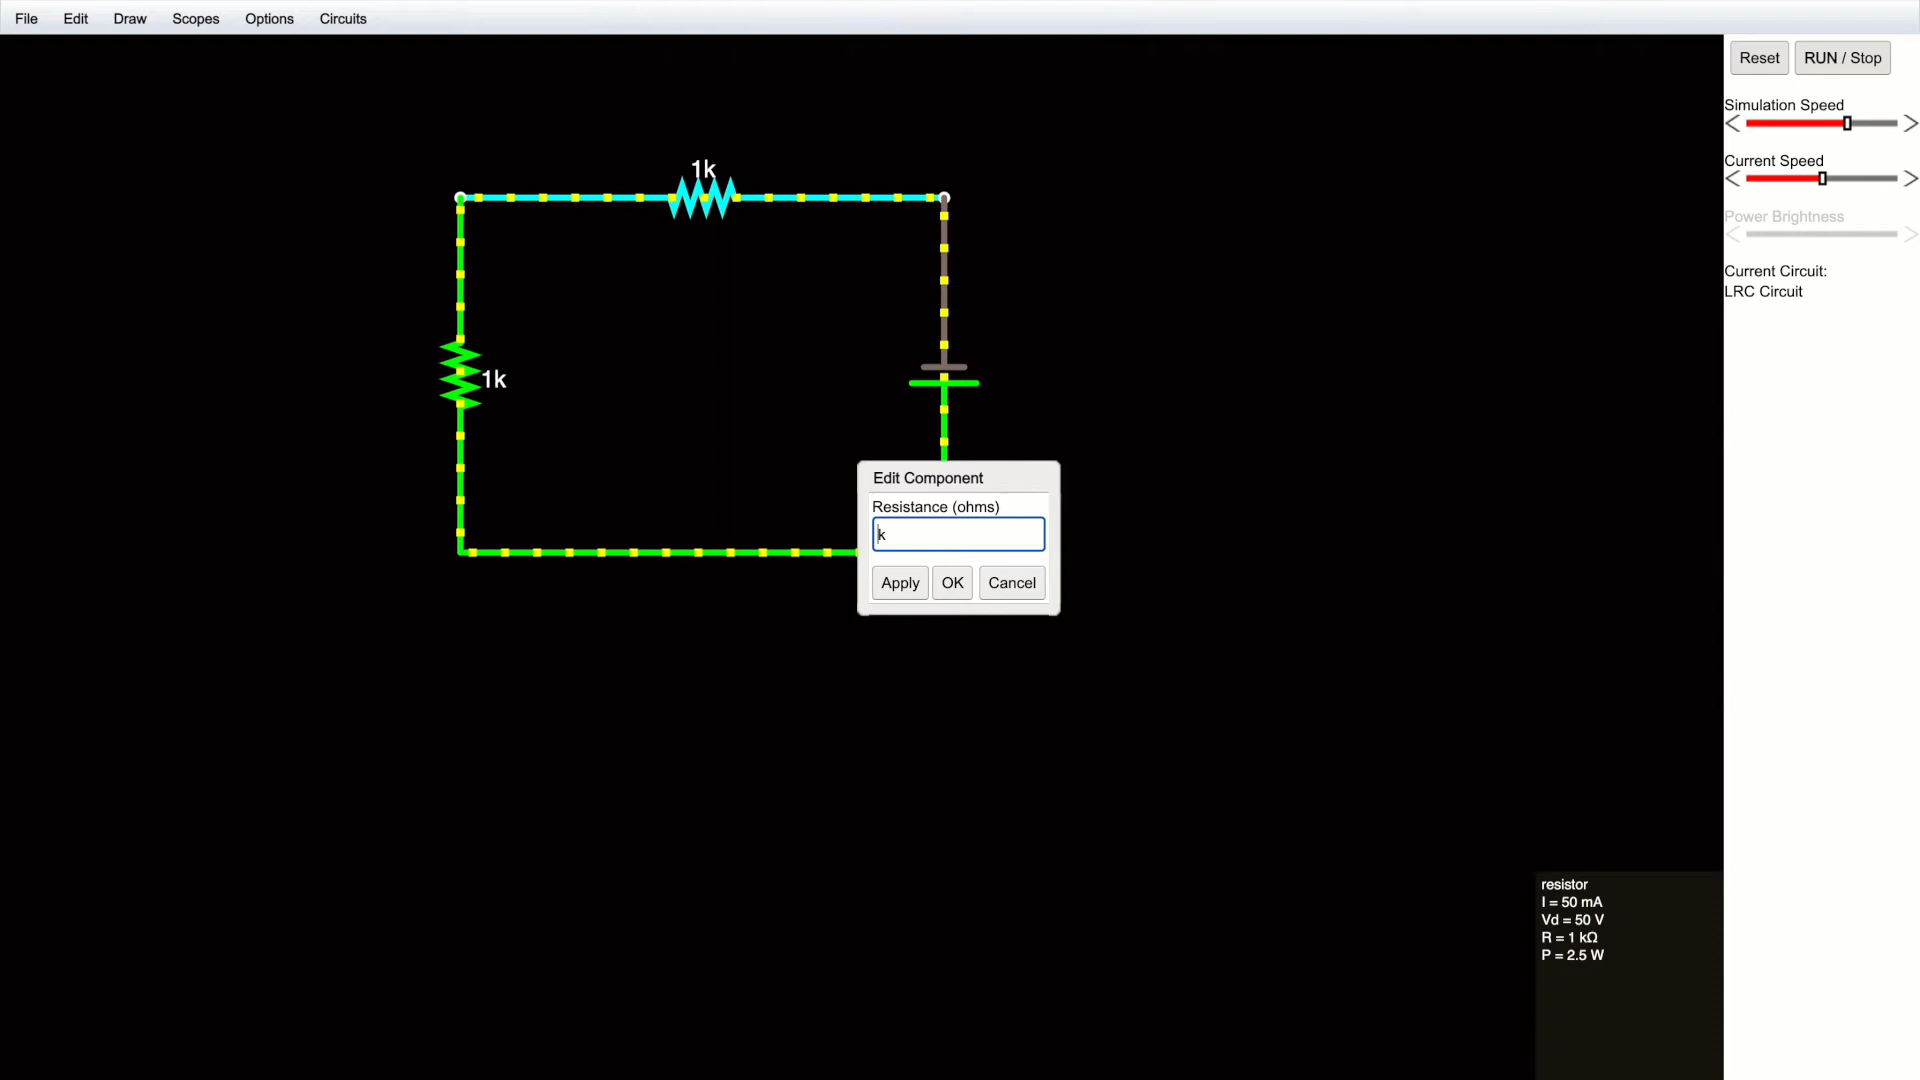 File Edit Draw Scopes Options Circuits
Reset RUN / Stop
Simulation Speed
Current Speed
Power Brightness
Current Circuit:
LRC Circuit
1k
1k
Edit Component
Resistance (ohms)
k
Apply OK Cancel
resistor
I = 50 mA
Vd = 50 V
R = 1 kΩ
P = 2.5 W